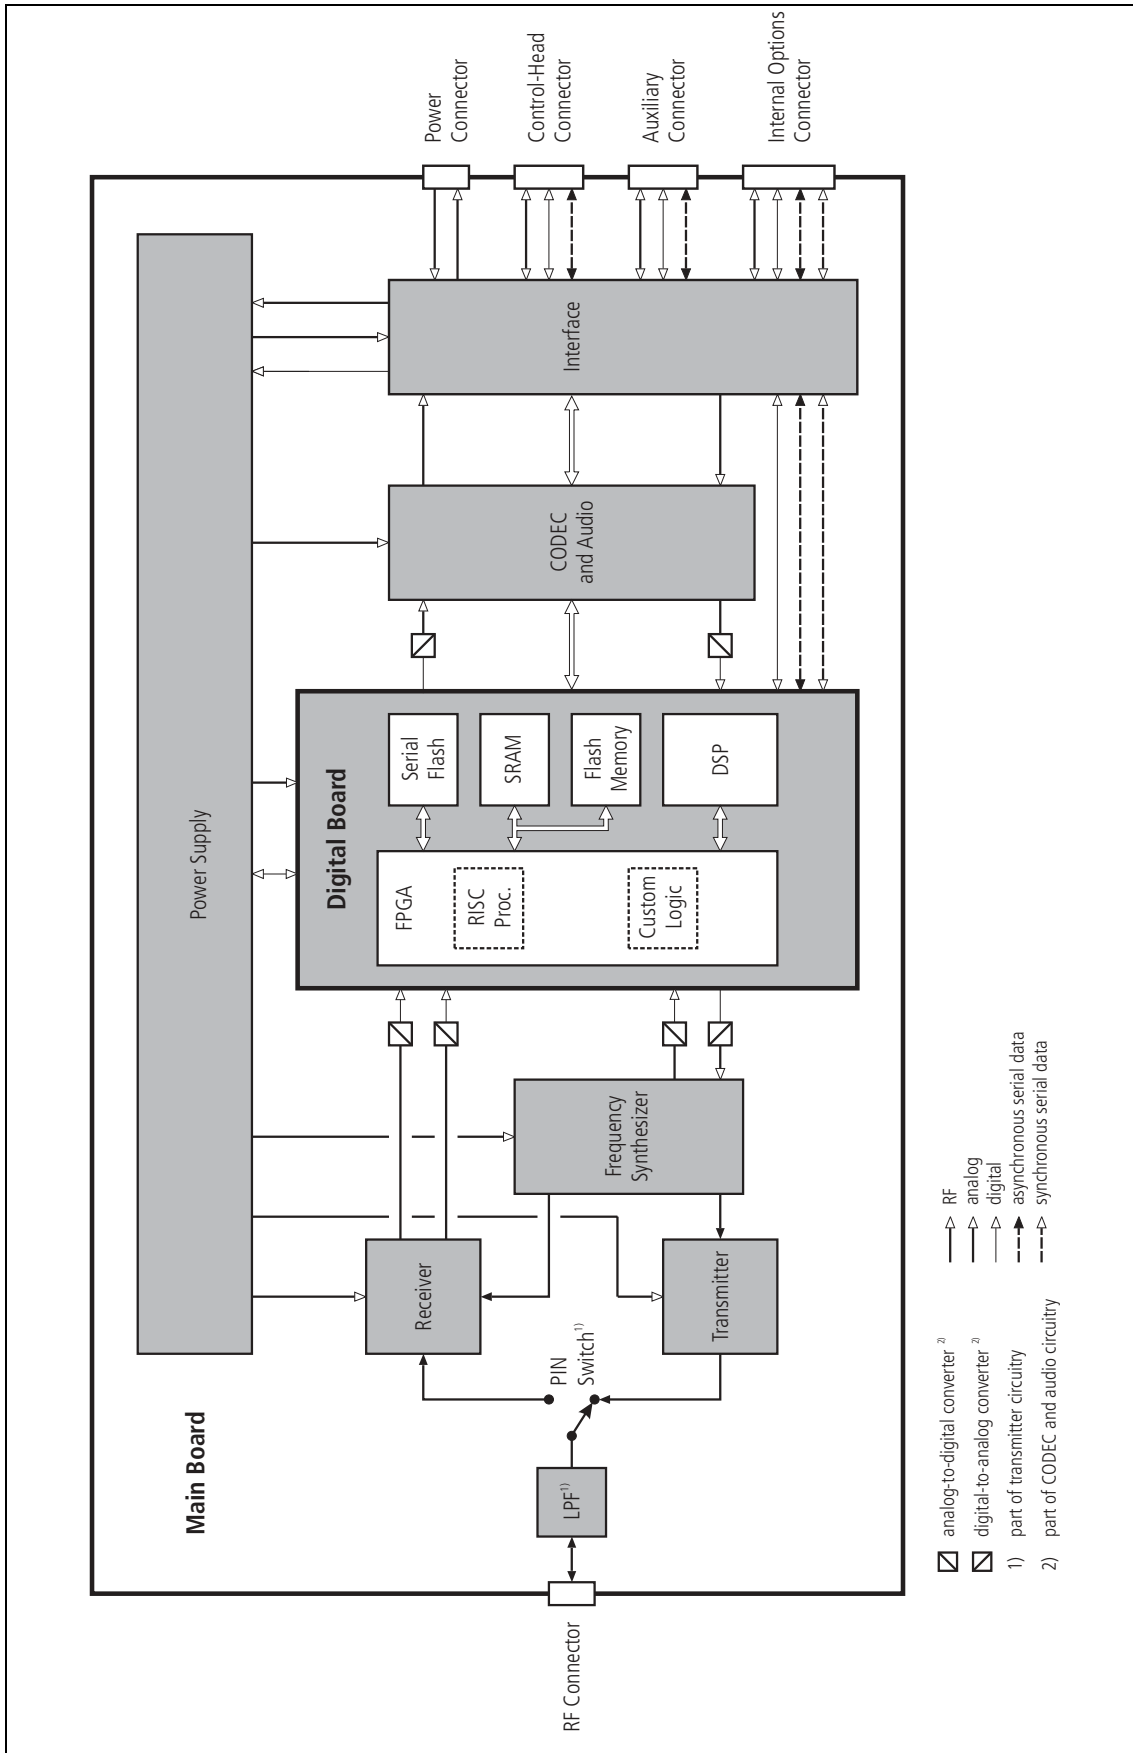 Main Board
Power Supply
RF Connector
LPF1)
PIN
Switch1)
Receiver
Transmitter
Frequency
Synthesizer
Digital Board
FPGA
RISC
Proc.
Custom
Logic
Serial
Flash
SRAM
Flash
Memory
DSP
CODEC
and Audio
Interface
Power
Connector
Control-Head
Connector
Auxiliary
Connector
Internal Options
Connector
analog-to-digital converter 2)
digital-to-analog converter 2)
1) part of transmitter circuitry
2) part of CODEC and audio circuitry
RF
analog
digital
asynchronous serial data
synchronous serial data